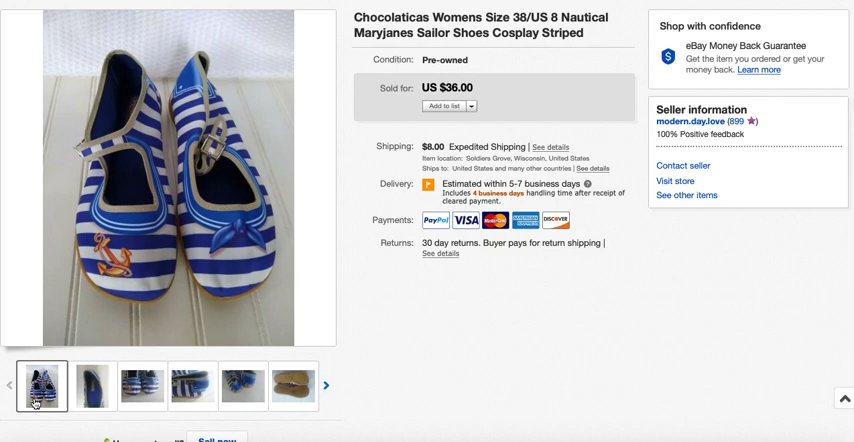 Chocolaticas Womens Size 38/US 8 Nautical
Maryjanes Sailor Shoes Cosplay Striped
Condition: Pre-owned
Sold for: US $36.00
Add to list
Shipping: $8.00 Expedited Shipping | See details
Item location: Soldiers Grove, Wisconsin, United States
Ships to: United States and many other countries | See details
Delivery: Estimated within 5-7 business days
Includes 4 business days handling time after receipt of
cleared payment.
Payments: PayPal VISA MasterCard AMERICAN EXPRESS DISCOVER
Returns: 30 day returns. Buyer pays for return shipping |
See details
Shop with confidence
eBay Money Back Guarantee
Get the item you ordered or get your
money back. Learn more
Seller information
modern.day.love (899 )
100% Positive feedback
Contact seller
Visit store
See other items
Sell now